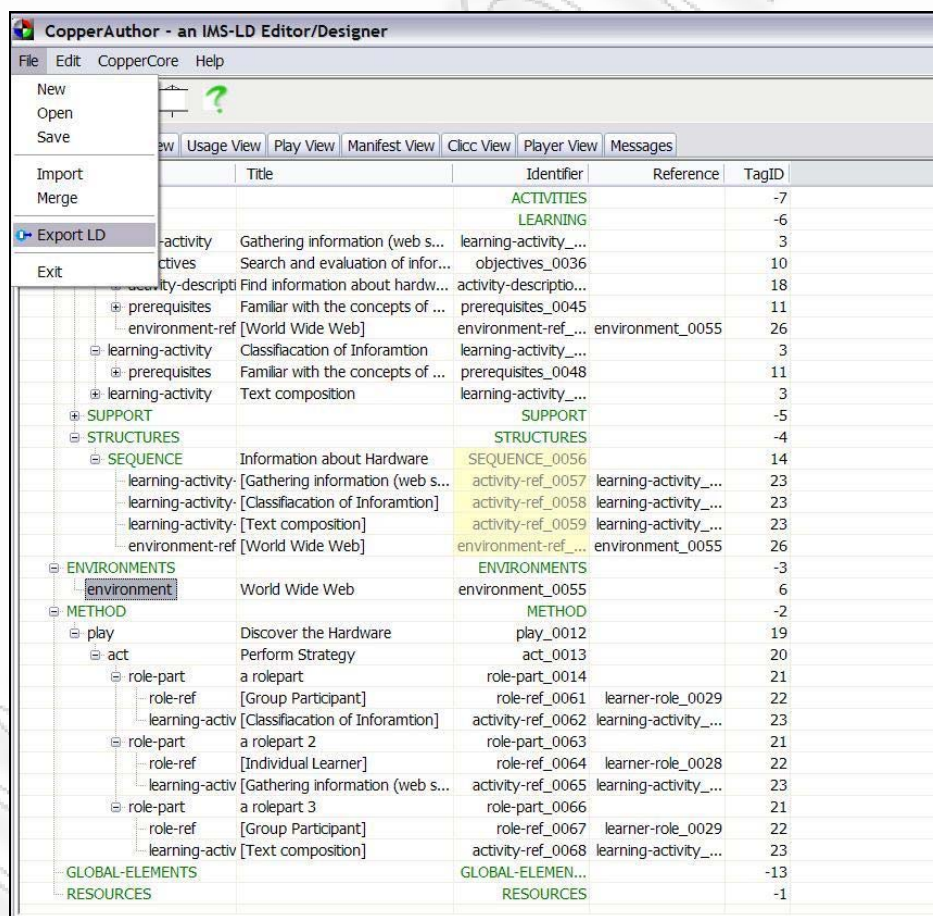 CopperAuthor - an IMS-LD Editor/Designer
File Edit CopperCore Help
New
Open
Save
Import
Merge
Export LD
Exit
ew Usage View Play View Manifest View Clicc View Player View Messages
Title Identifier Reference TagID
ACTIVITIES -7
LEARNING -6
-activity Gathering information (web s... learning-activity_... 3
ctives Search and evaluation of infor... objectives_0036 10
activity-descripti Find information about hardw... activity-descriptio... 18
prerequisites Familiar with the concepts of ... prerequisites_0045 11
environment-ref [World Wide Web] environment-ref_... environment_0055 26
learning-activity Classifiacation of Inforamtion learning-activity_... 3
prerequisites Familiar with the concepts of ... prerequisites_0048 11
learning-activity Text composition learning-activity_... 3
SUPPORT SUPPORT -5
STRUCTURES STRUCTURES -4
SEQUENCE Information about Hardware SEQUENCE_0056 14
learning-activity- [Gathering information (web s... activity-ref_0057 learning-activity_... 23
learning-activity- [Classifiacation of Inforamtion] activity-ref_0058 learning-activity_... 23
learning-activity- [Text composition] activity-ref_0059 learning-activity_... 23
environment-ref [World Wide Web] environment-ref_... environment_0055 26
ENVIRONMENTS ENVIRONMENTS -3
environment World Wide Web environment_0055 6
METHOD METHOD -2
play Discover the Hardware play_0012 19
act Perform Strategy act_0013 20
role-part a rolepart role-part_0014 21
role-ref [Group Participant] role-ref_0061 learner-role_0029 22
learning-activ [Classifiacation of Inforamtion] activity-ref_0062 learning-activity_... 23
role-part a rolepart 2 role-part_0063 21
role-ref [Individual Learner] role-ref_0064 learner-role_0028 22
learning-activ [Gathering information (web s... activity-ref_0065 learning-activity_... 23
role-part a rolepart 3 role-part_0066 21
role-ref [Group Participant] role-ref_0067 learner-role_0029 22
learning-activ [Text composition] activity-ref_0068 learning-activity_... 23
GLOBAL-ELEMENTS GLOBAL-ELEMEN... -13
RESOURCES RESOURCES -1